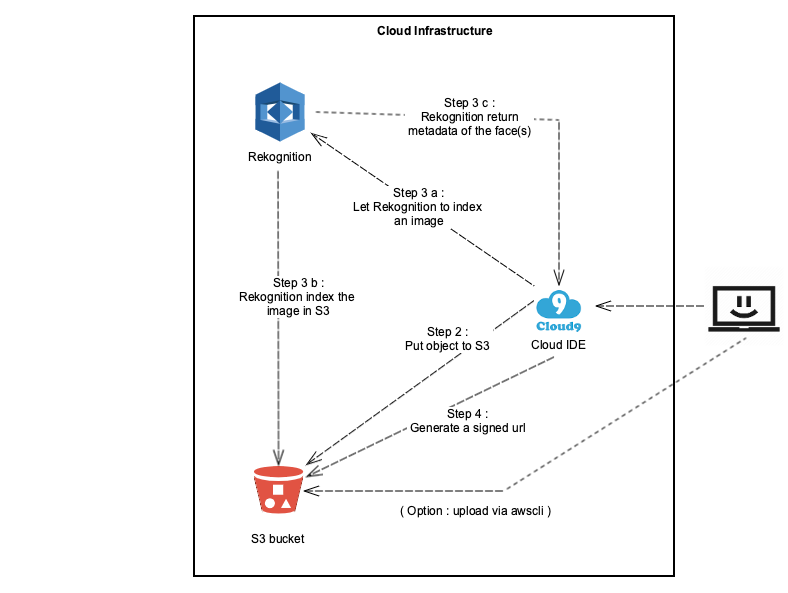 Cloud Infrastructure
Step 3 c :
Rekognition return
metadata of the face(s)
Rekognition
Step 3 a :
Let Rekognition to index
an image
Step 3 b :
Rekognition index the
image in S3
9
Cloud9
Cloud IDE
Step 2 :
Put object to S3
Step 4 :
Generate a signed url
( Option : upload via awscli )
S3 bucket